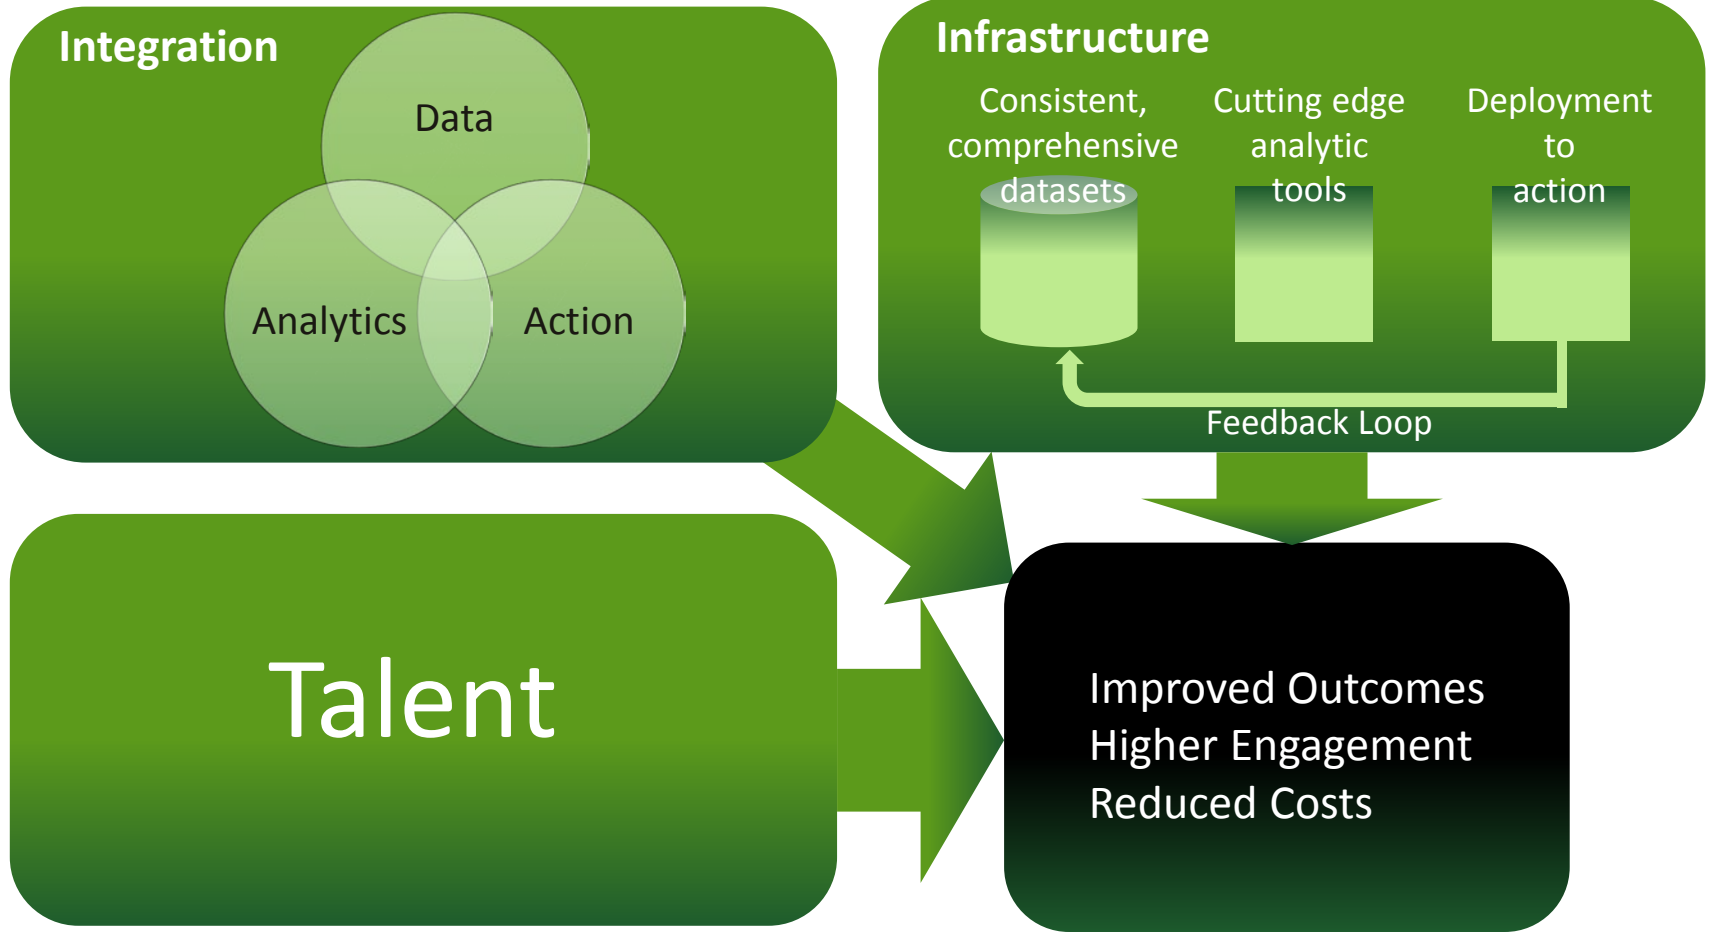 Integration
Data
Analytics
Action
Infrastructure
Consistent,
comprehensive
datasets
Cutting edge
analytic
tools
Deployment
to
action
Feedback Loop
Talent
Improved Outcomes
Higher Engagement
Reduced Costs